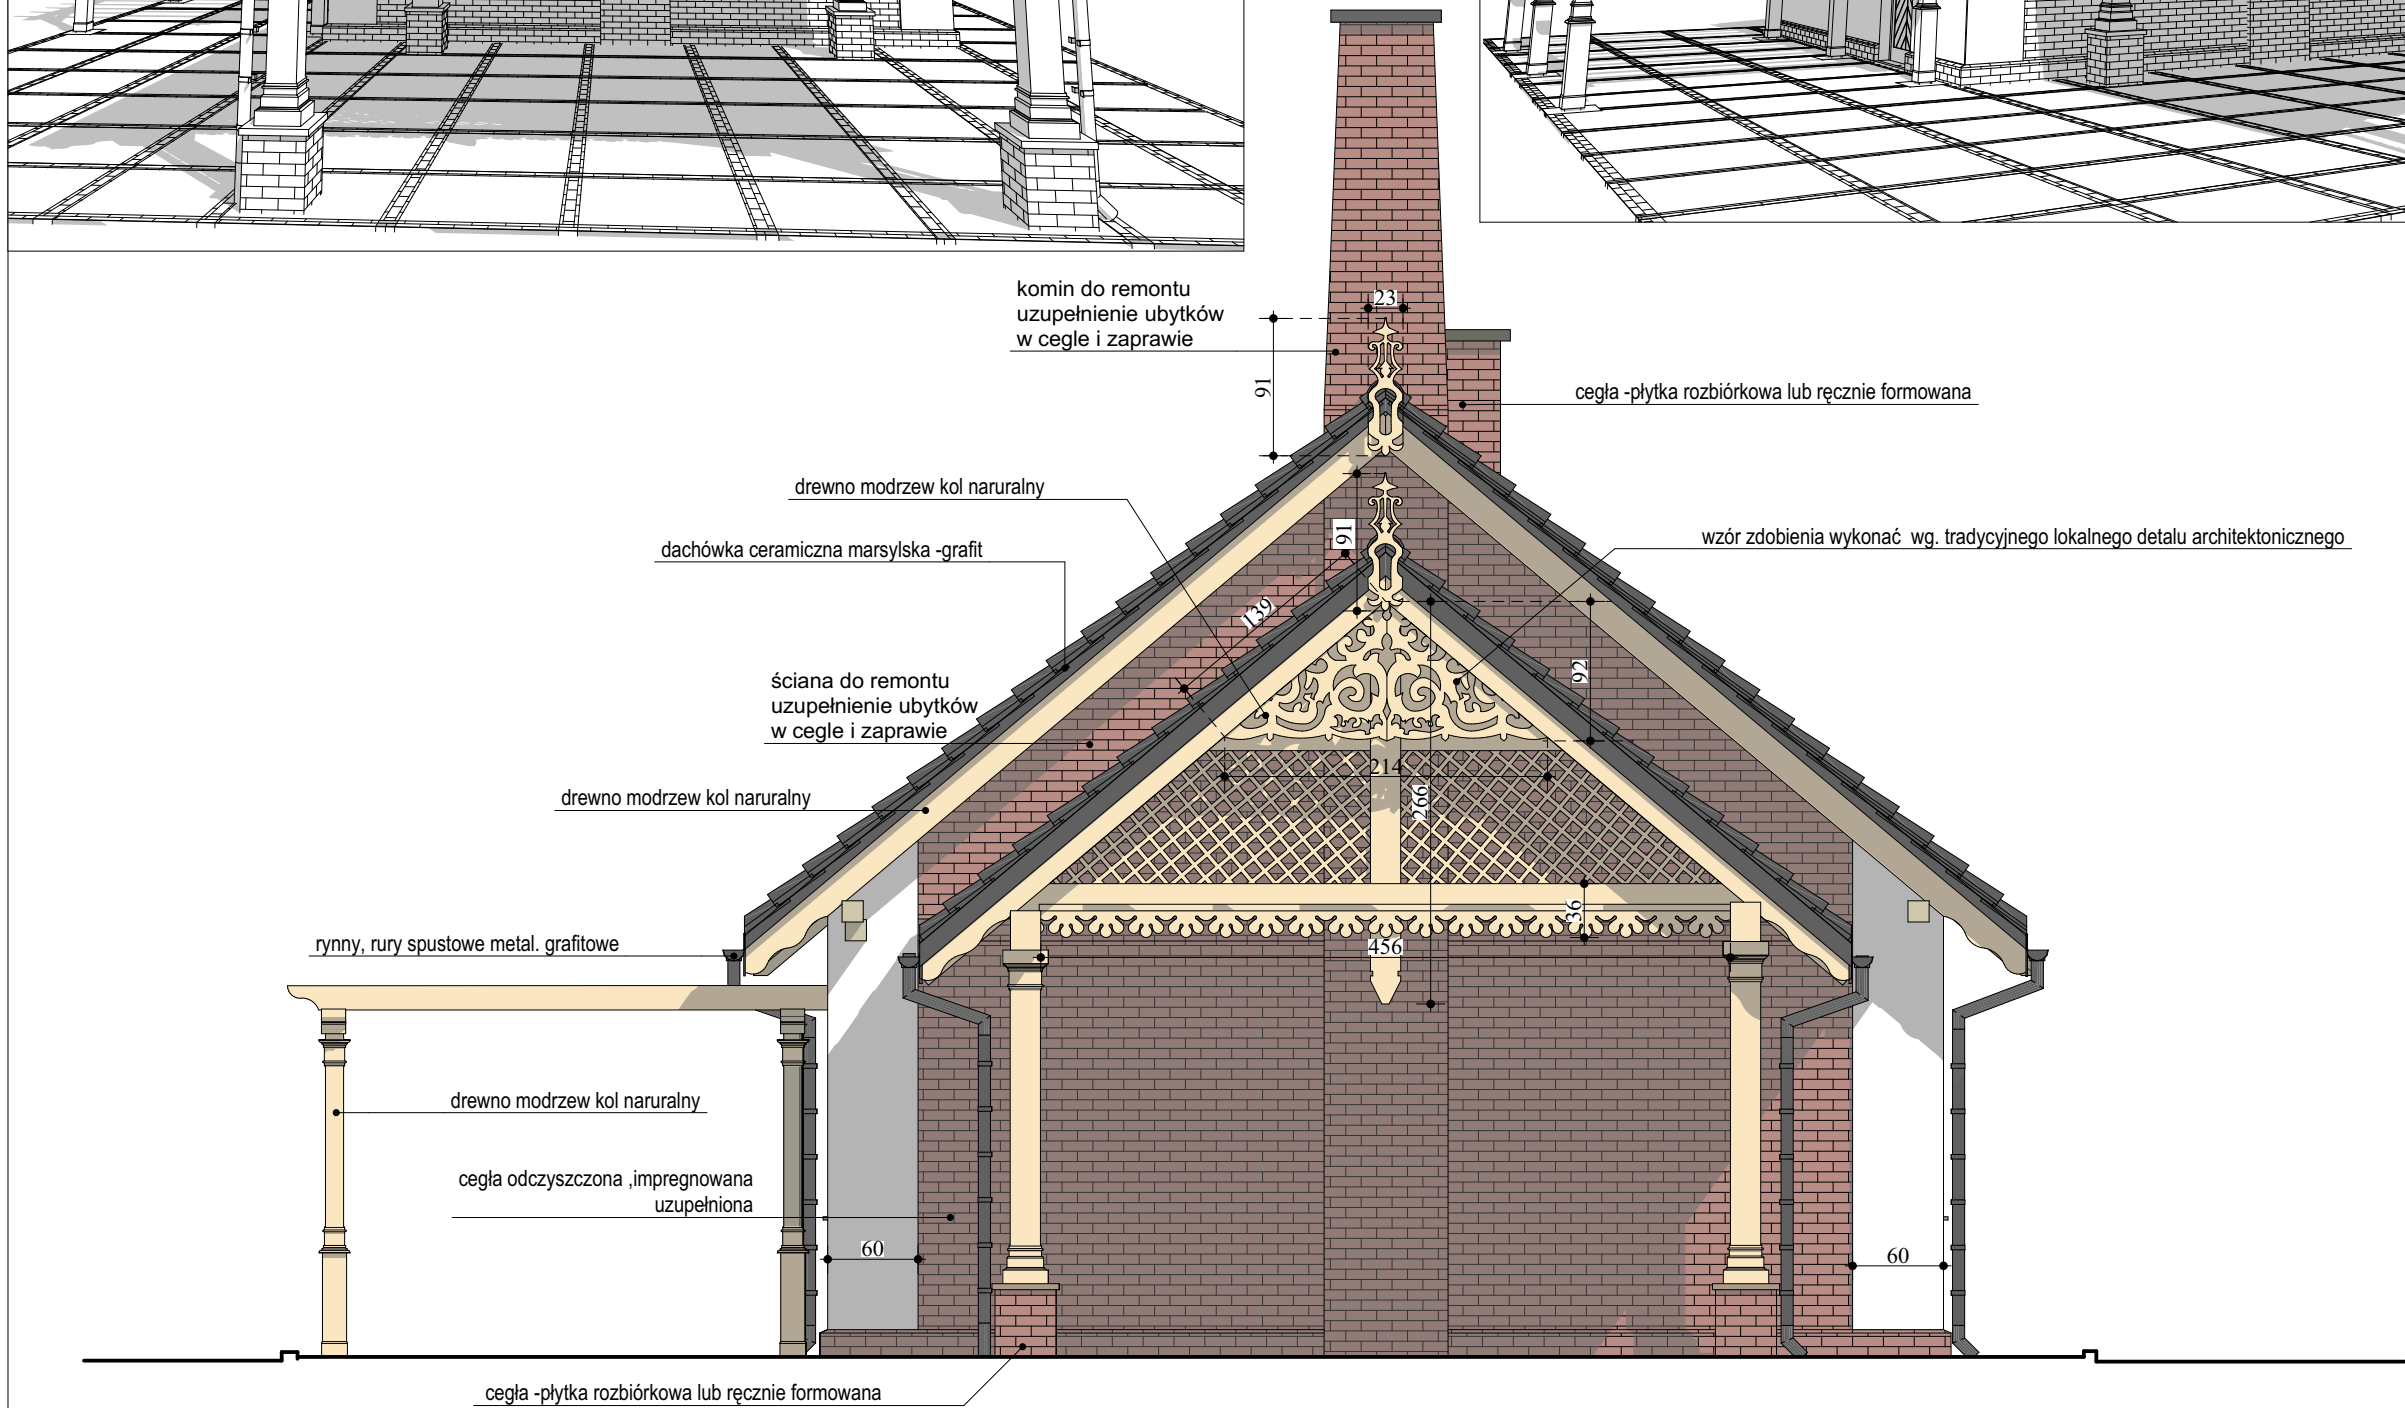 komin do remontu
uzupełnienie ubytków
w cegle i zaprawie
23
91
cegła -płytka rozbiórkowa lub ręcznie formowana
drewno modrzew kol naruralny
91
wzór zdobienia wykonać wg. tradycyjnego lokalnego detalu architektonicznego
dachówka ceramiczna marsylska -grafit
139
92
ściana do remontu
uzupełnienie ubytków
w cegle i zaprawie
214
266
drewno modrzew kol naruralny
36
rynny, rury spustowe metal. grafitowe
456
drewno modrzew kol naruralny
cegła odczyszczona ,impregnowana
uzupełniona
60
60
cegła -płytka rozbiórkowa lub ręcznie formowana